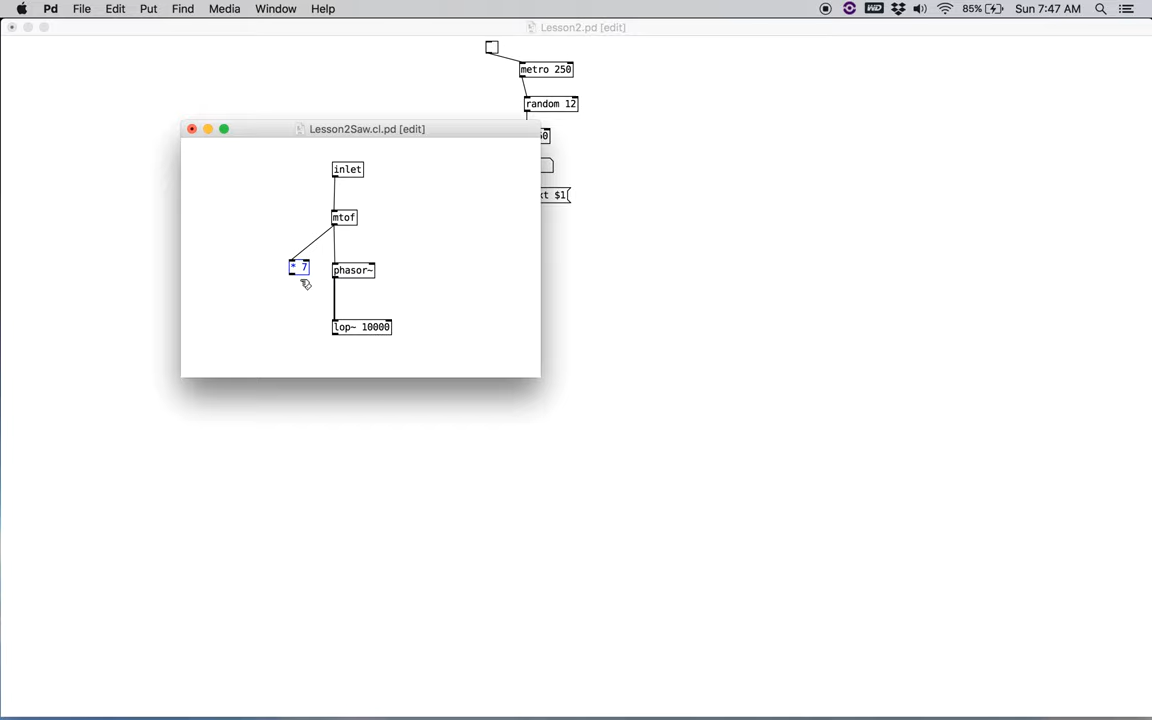 Pd File Edit Put Find Media Window Help 85% Sun 7:47 AM
Lesson2.pd [edit]
metro 250
random 12
Lesson2Saw.cl.pd [edit]
inlet
mtof
* 7
phasor~
lop~ 10000
$1